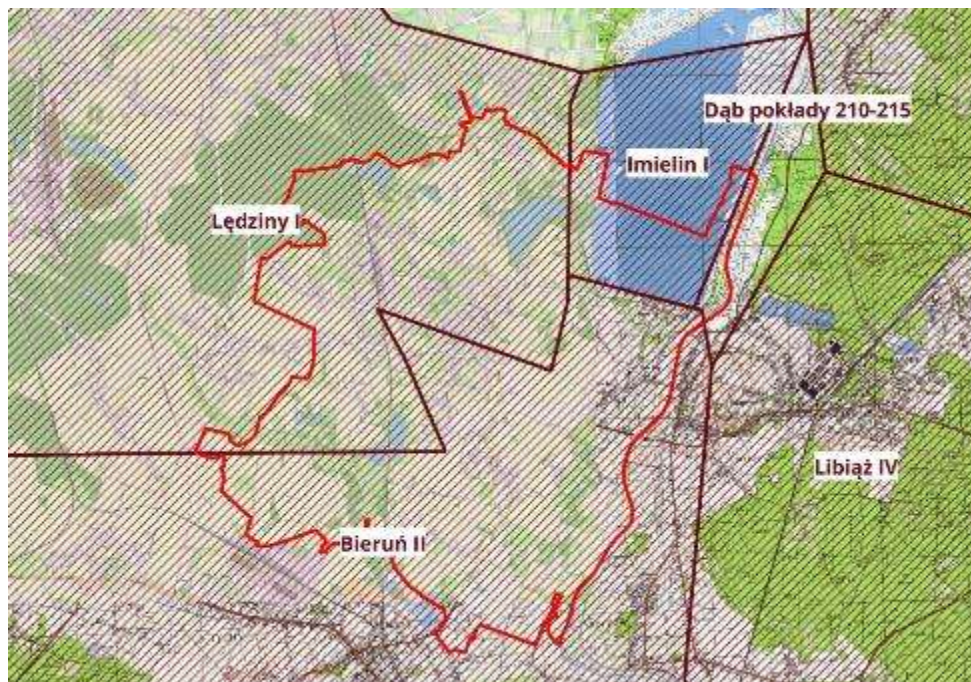 Dąb pokłady 210-215
Imielin I
Lędziny I
Libiąż IV
Bieruń II